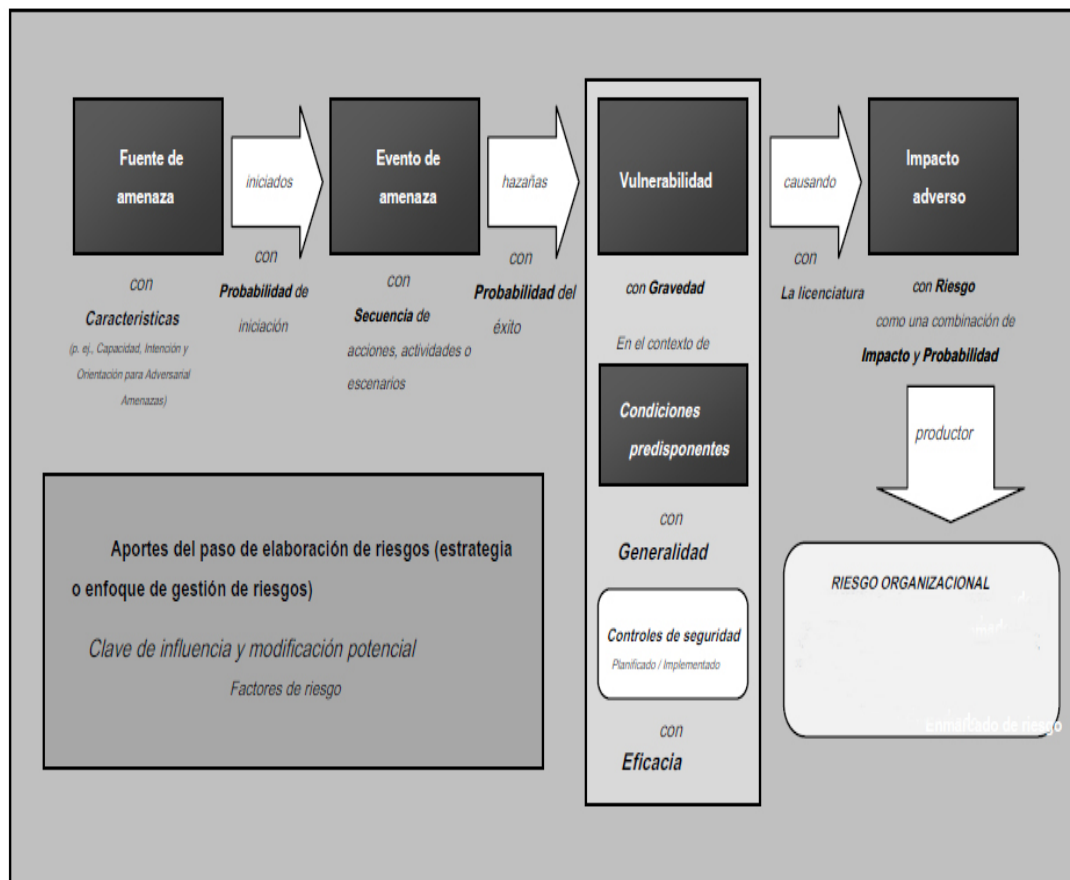 Fuente de
amenaza
iniciados
Evento de
amenaza
hazañas
Vulnerabilidad
causando
Impacto
adverso
con
Caracteristicas
(p. ej., Capacidad, Intención y
Orientación para Adversarial
Amenazas)
con
Probabilidad de
iniciación
con
Secuencia de
acciones, actividades o
escenarios
con
Probabilidad del
éxito
con Gravedad
En el contexto de
Condiciones
predisponentes
con
Generalidad
Controles de seguridad
Planificado / Implementado
con
Eficacia
con
La licenciatura
con Riesgo
como una combinación de
Impacto y Probabilidad
productor
RIESGO ORGANIZACIONAL
Enmarcado de riesgo
Aportes del paso de elaboración de riesgos (estrategia
o enfoque de gestión de riesgos)
Clave de influencia y modificación potencial
Factores de riesgo